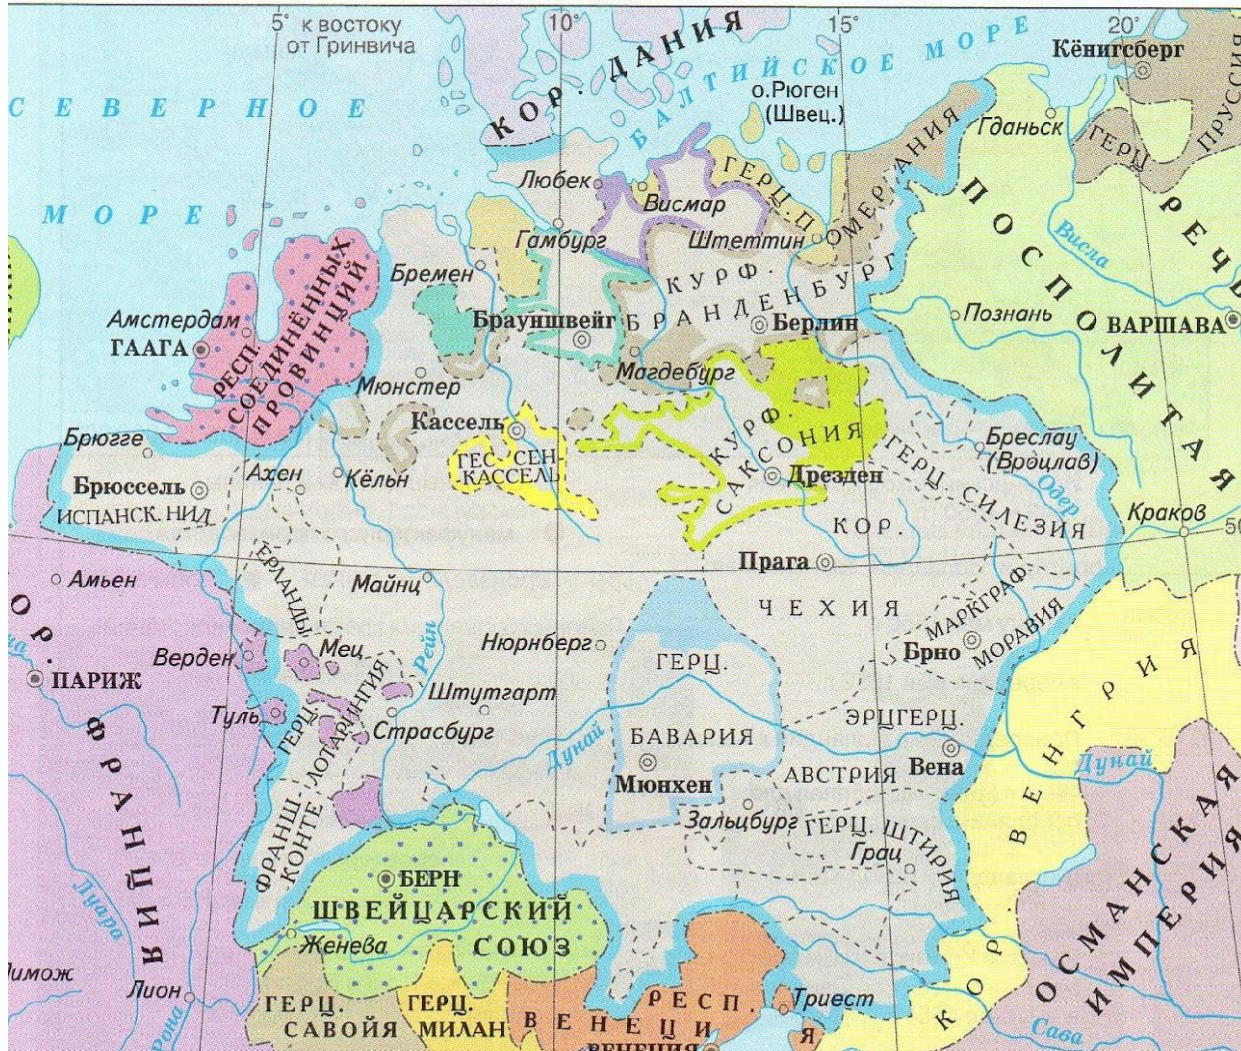 5° к востоку
от Гринвича
10°
15°
20°
КОР. ДАНИЯ
БАЛТИЙСКОЕ МОРЕ
Кёнигсберг
СЕВЕРНОЕ
МОРЕ
о.Рюген
(Швец.)
Гданьск
ГЕРЦ.
ПРУССИЯ
Любек
Висмар
ГЕРЦ. ПОМЕРАНИЯ
Гамбург
Штеттин
РЕЧЬ
ПОСПОЛИТАЯ
Висла
Бремен
КУРФ.
БРАНДЕНБУРГ
РЕСП.
СОЕДИНЁННЫХ
ПРОВИНЦИЙ
Амстердам
ГААГА
Брауншвейг
Берлин
Познань
ВАРШАВА
Мюнстер
Магдебург
Кассель
КУРФ.
САКСОНИЯ
Брюгге
Ахен
Кёльн
ГЕССЕН-
КАССЕЛЬ
Дрезден
ГЕРЦ. СИЛЕЗИЯ
Бреслау
(Вроцлав)
Одер
Брюссель
ИСПАНСК. НИД
ЕРЛАНДЫ
КОР.
ЧЕХИЯ
Краков
50
Прага
Амьен
Майнц
МАРКГРАФ.
МОРАВИЯ
ОР.
ФРАНЦИЯ
Нюрнберг
ГЕРЦ.
БАВАРИЯ
Брно
Верден
Мец
Рейн
ПАРИЖ
Штутгарт
Туль
ГЕРЦ.
ЛОТАРИНГИЯ
Страсбург
Дунай
ЭРЦГЕРЦ.
АВСТРИЯ
Вена
Дунай
КОР. ВЕНГРИЯ
Мюнхен
Зальцбург
ГЕРЦ. ШТИРИЯ
Грац
ФРАНШ-
КОНТЕ
Луара
БЕРН
ШВЕЙЦАРСКИЙ
СОЮЗ
Женева
ОСМАНСКАЯ
ИМПЕРИЯ
Лимож
Лион
Рона
ГЕРЦ.
САВОЙЯ
ГЕРЦ.
МИЛАН
РЕСП.
ВЕНЕЦИЯ
ВЕНЕЦИЯ
Триест
Сава